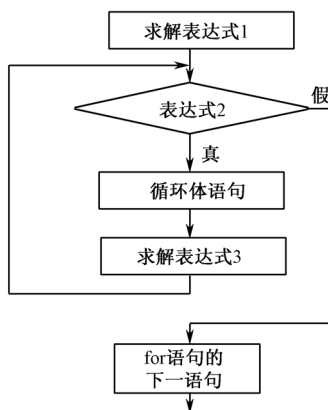 求解表达式1
表达式2
假
真
循环体语句
求解表达式3
for语句的
下一语句